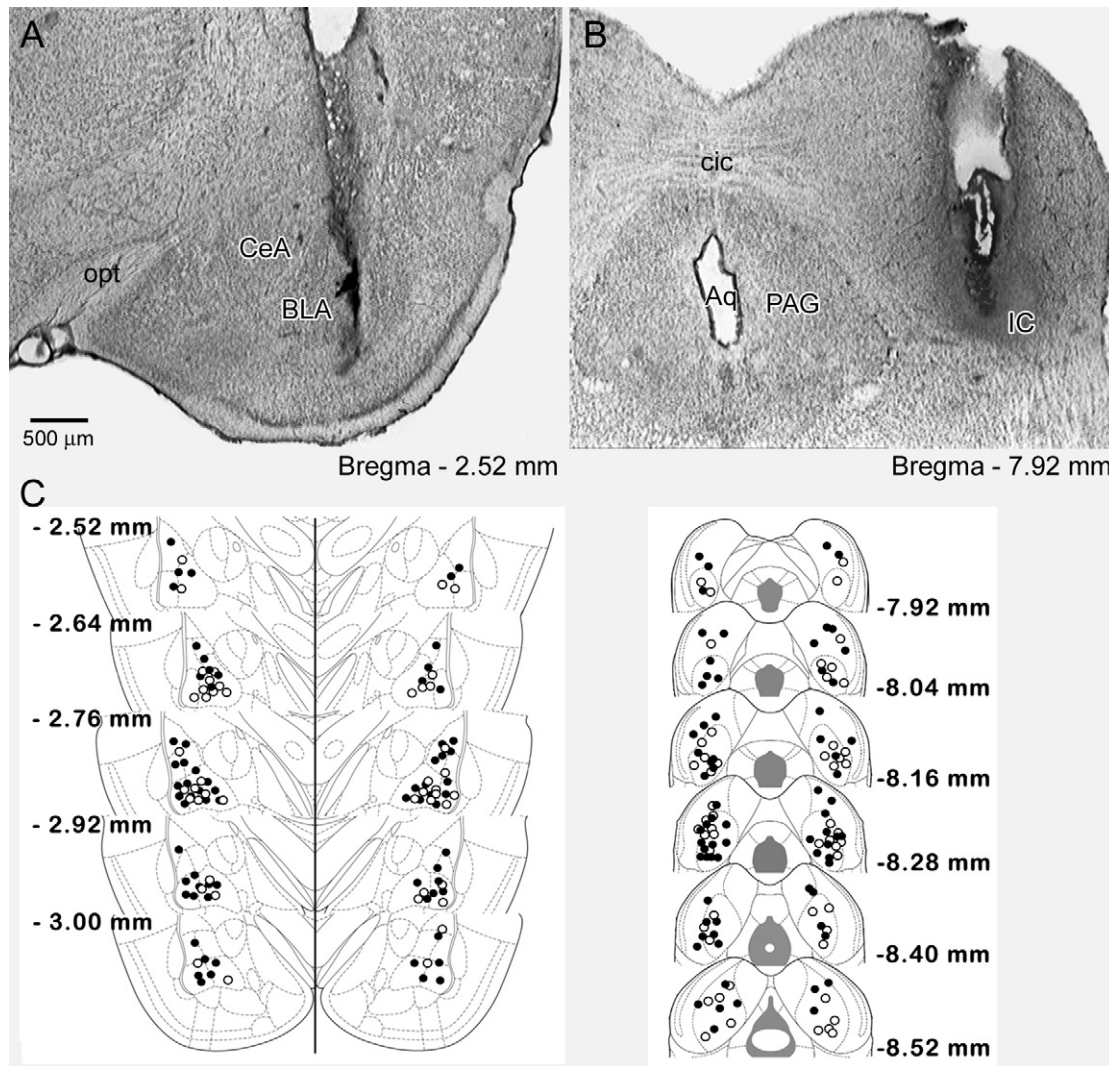 A
CeA
opt
BLA
500 μm
Bregma - 2.52 mm
B
cic
Aq
PAG
IC
Bregma - 7.92 mm
C
- 2.52 mm
- 2.64 mm
- 2.76 mm
- 2.92 mm
- 3.00 mm
-7.92 mm
-8.04 mm
-8.16 mm
-8.28 mm
-8.40 mm
-8.52 mm